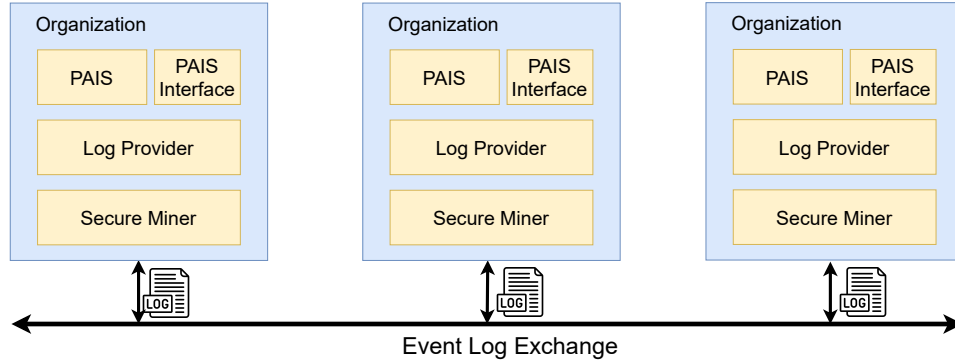 Organization
PAIS
PAIS
Interface
Log Provider
Secure Miner
LOG
Organization
PAIS
PAIS
Interface
Log Provider
Secure Miner
LOG
Organization
PAIS
PAIS
Interface
Log Provider
Secure Miner
LOG
Event Log Exchange